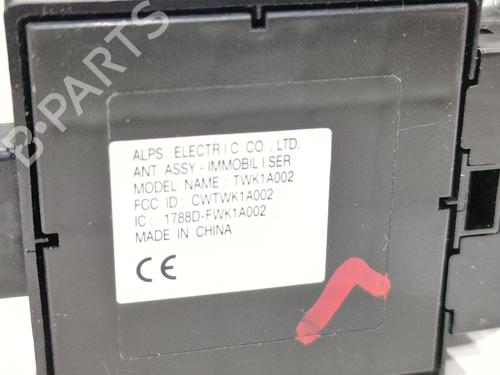 B-PARTS
ALPS ELECTRIC CO.,LTD.
ANT ASSY-IMMOBILISER
MODEL NAME : TWK1A002
FCC ID : CWTWK1A002
IC : 1788D-FWK1A002
MADE IN CHINA
CE